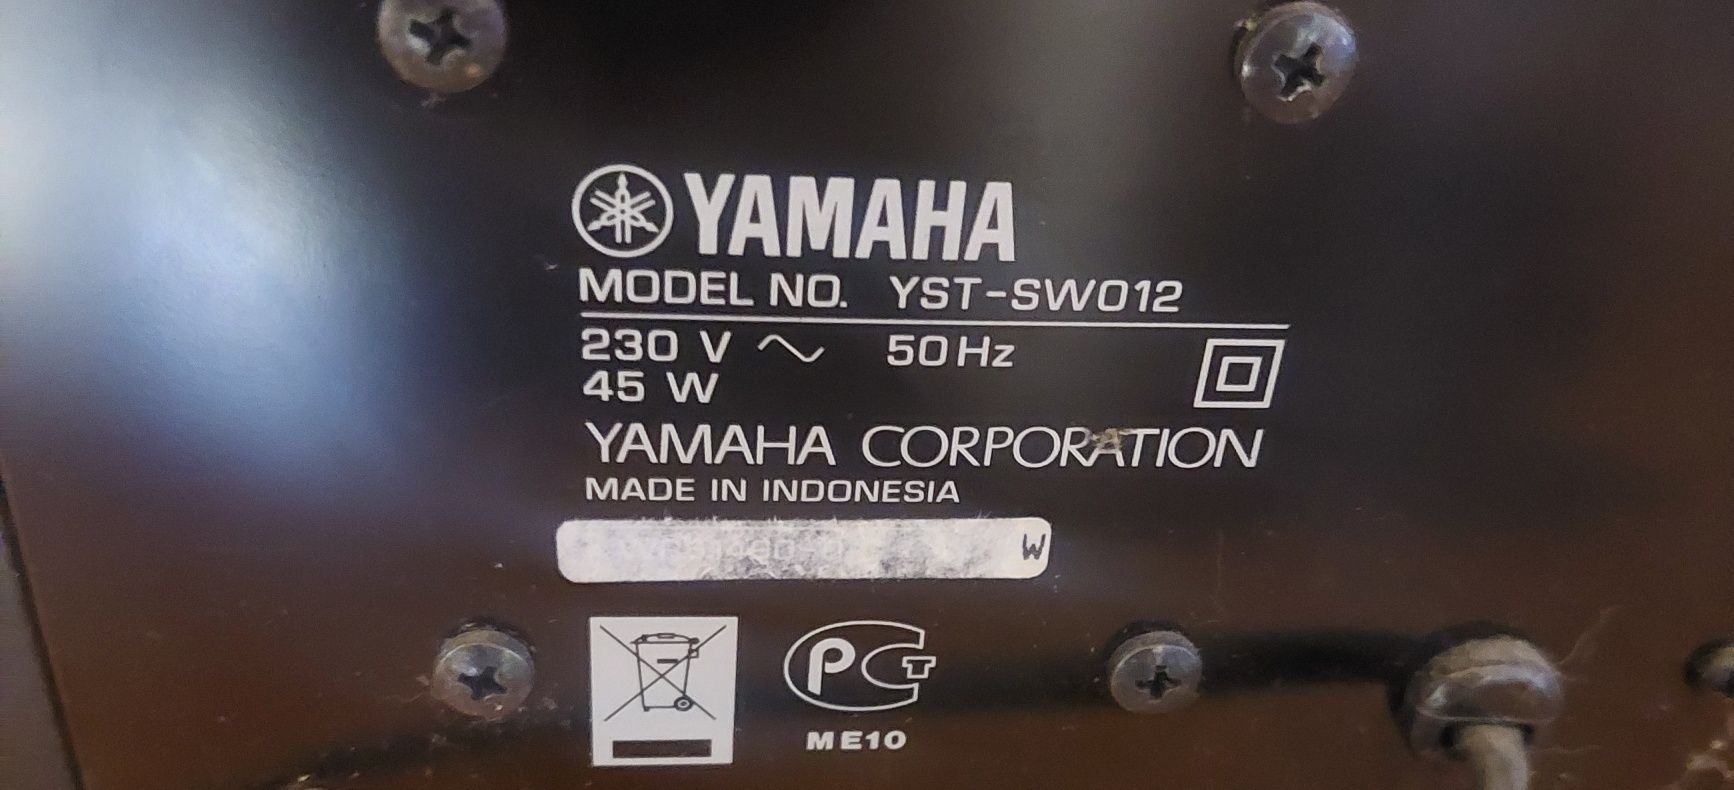 YAMAHA
MODEL NO. YST-SW012
230 V ~ 50 Hz
45 W
YAMAHA CORPORATION
MADE IN INDONESIA
W
PCT
ME10